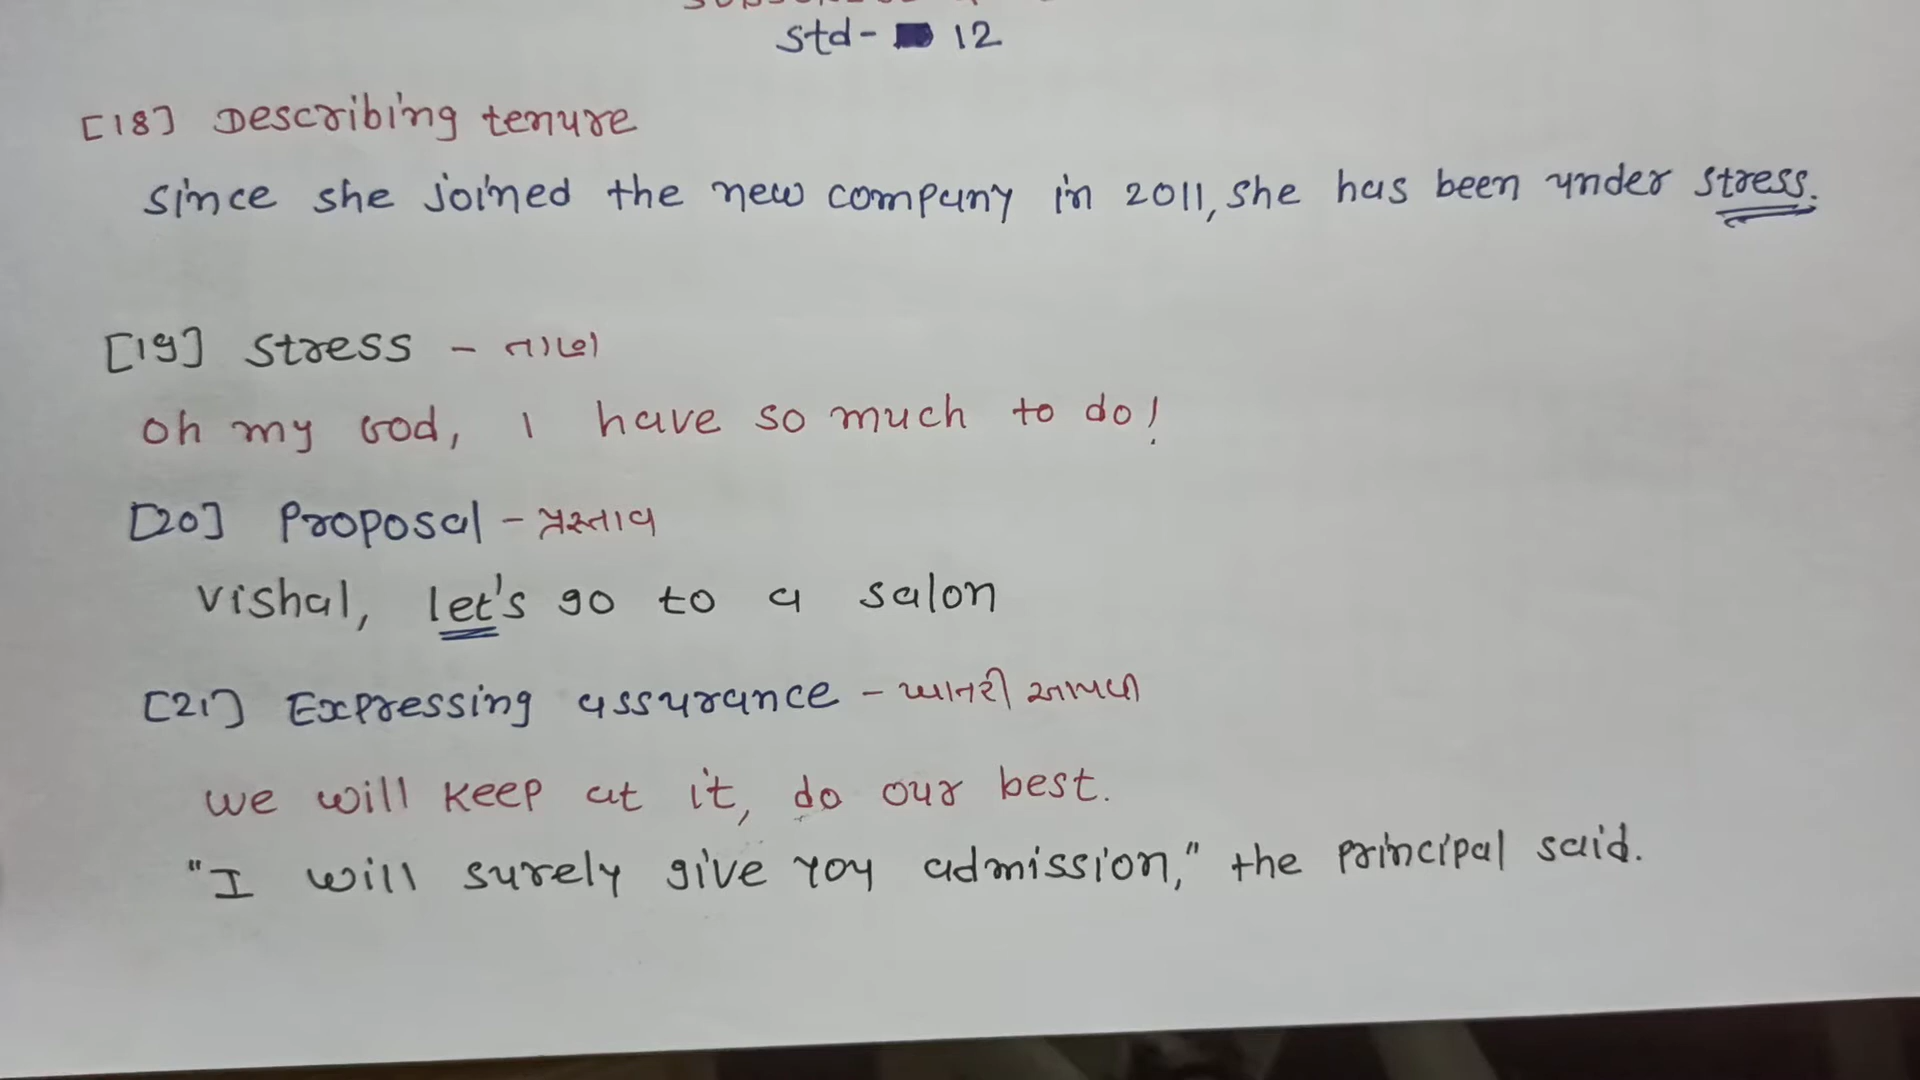 Std- 12
[18] Describing tenure
Since she joined the new company in 2011, she has been under stress.
[19] Stress - તાણ
Oh my God, I have so much to do!
[20] Proposal - પ્રસ્તાવ
Vishal, let's go to a salon
[21] Expressing assurance - ખાતરી આપવી
We will keep at it, do our best.
"I will surely give you admission," the principal said.